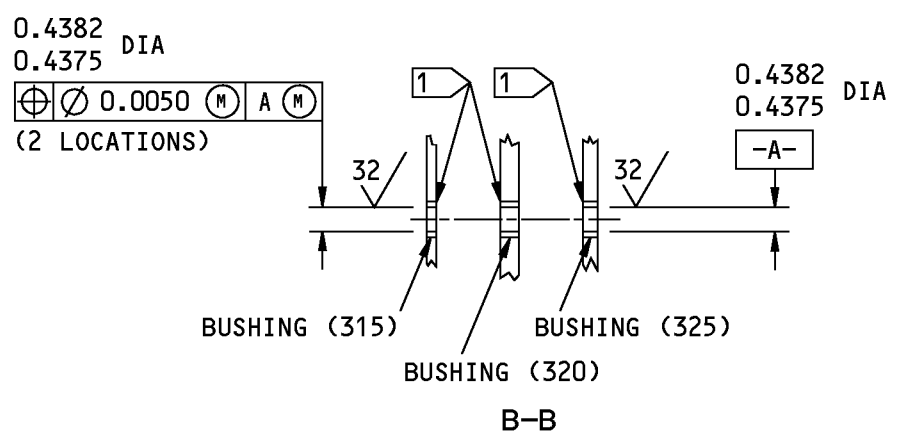 0.4382
0.4375 DIA
⌖ ⌀ 0.0050 Ⓜ A Ⓜ
(2 LOCATIONS)
1 1
0.4382
0.4375 DIA
-A-
32 32
BUSHING (315)
BUSHING (325)
BUSHING (320)
B-B